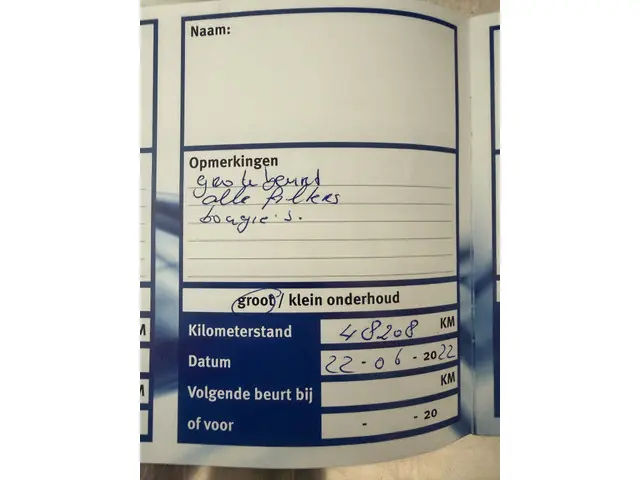 Naam:
Opmerkingen
grote beurt
alle filters
bougie's.
groot / klein onderhoud
Kilometerstand 48208 KM
Datum 22 - 06 - 2022
Volgende beurt bij KM
of voor - - 20
M
M